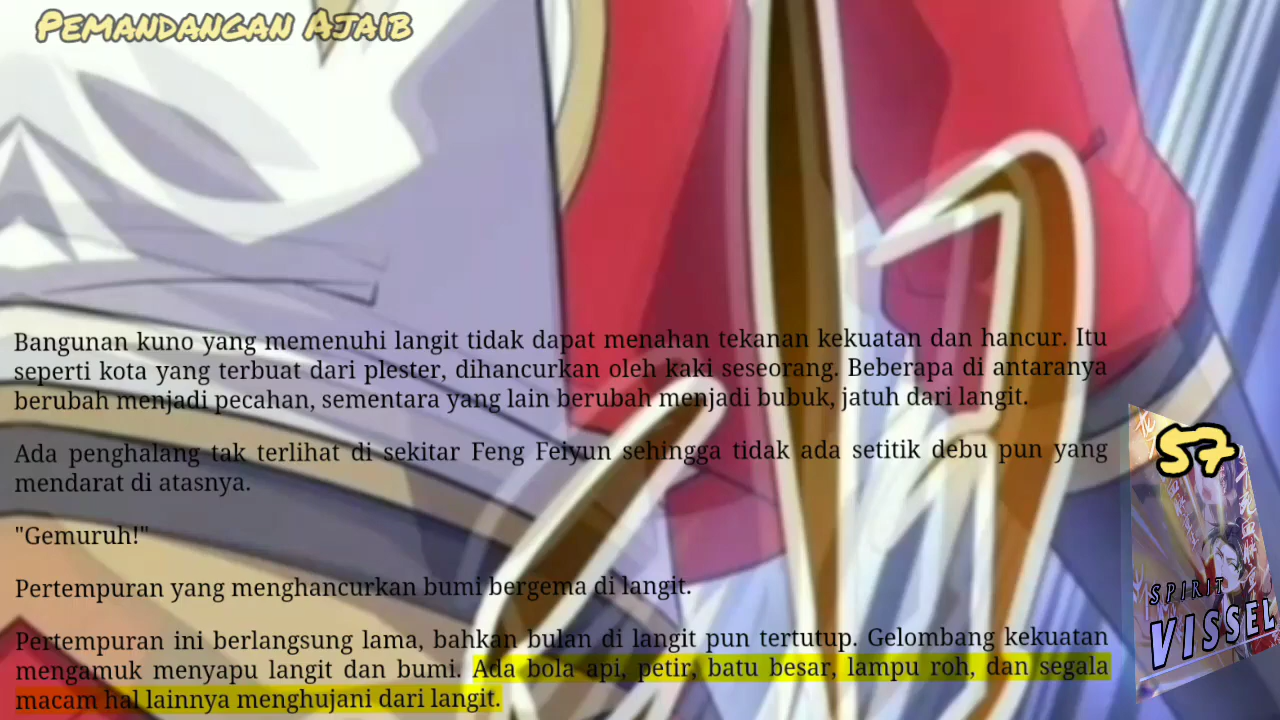 Pemandangan Ajaib
Bangunan kuno yang memenuhi langit tidak dapat menahan tekanan kekuatan dan hancur. Itu
seperti kota yang terbuat dari plester, dihancurkan oleh kaki seseorang. Beberapa di antaranya
berubah menjadi pecahan, sementara yang lain berubah menjadi bubuk, jatuh dari langit.
Ada penghalang tak terlihat di sekitar Feng Feiyun sehingga tidak ada setitik debu pun yang
mendarat di atasnya.
"Gemuruh!"
Pertempuran yang menghancurkan bumi bergema di langit.
Pertempuran ini berlangsung lama, bahkan bulan di langit pun tertutup. Gelombang kekuatan
mengamuk menyapu langit dan bumi. Ada bola api, petir, batu besar, lampu roh, dan segala
macam hal lainnya menghujani dari langit.
57
SPIRIT
VISSEL